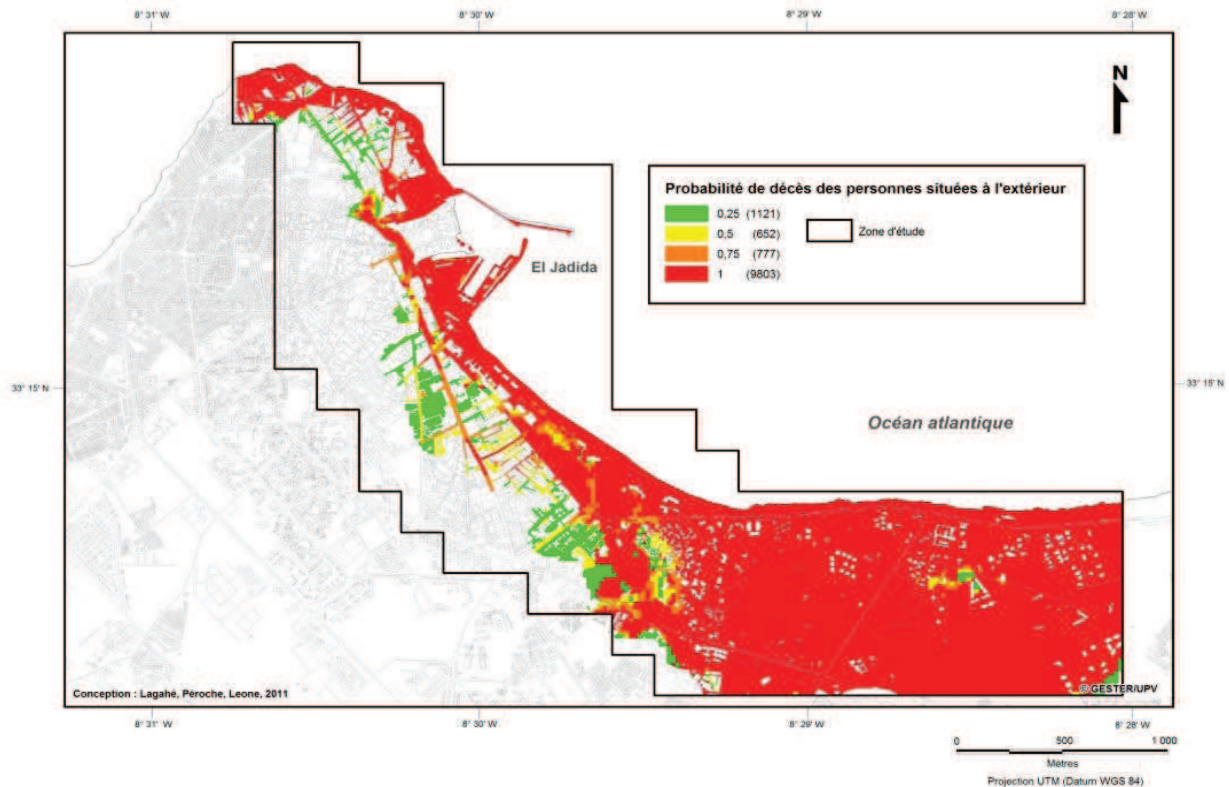 8° 31' W
8° 30' W
8° 29' W
8° 28' W
N
Probabilité de décès des personnes situées à l'extérieur
0,25 (1121)
0,5 (652)
0,75 (777)
1 (9803)
Zone d'étude
El Jadida
33° 15' N
33° 15' N
Océan atlantique
Conception : Lagahé, Péroche, Leone, 2011
© GESTER/UPV
8° 31' W
8° 30' W
8° 29' W
8° 28' W
0 500 1 000
Mètres
Projection UTM (Datum WGS 84)